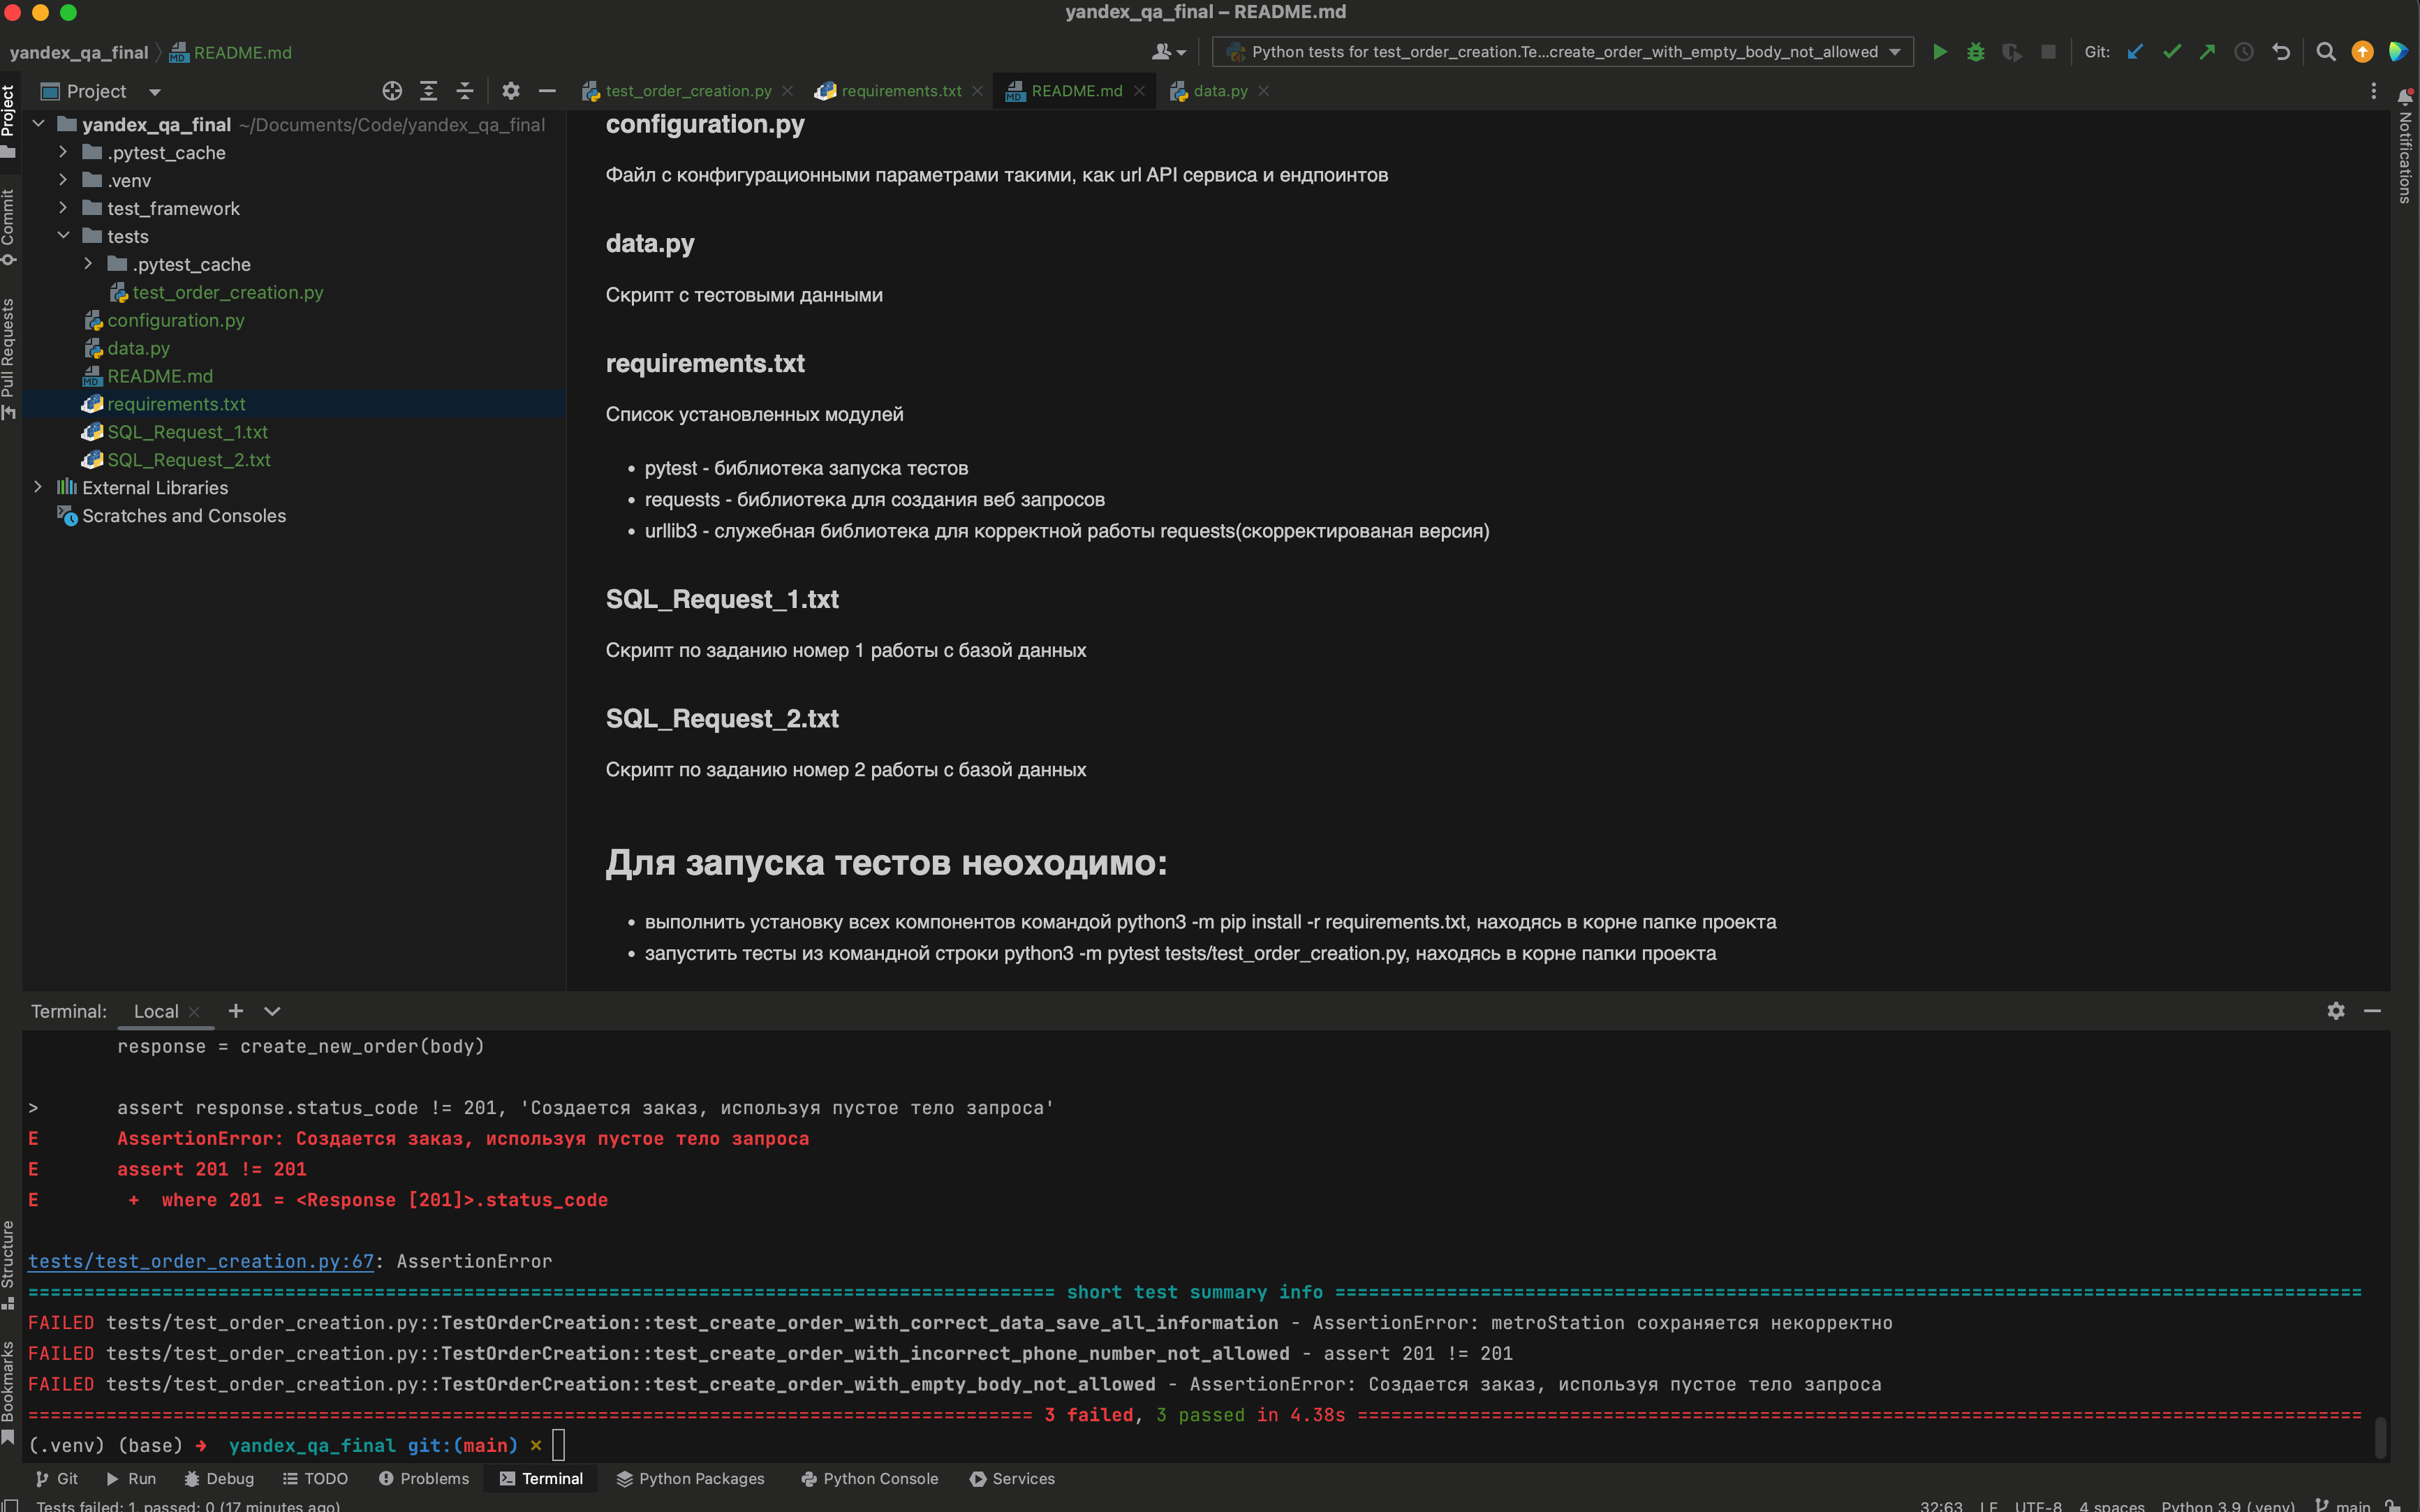 yandex_qa_final – README.md
yandex_qa_final README.md
Python tests for test_order_creation.Te...create_order_with_empty_body_not_allowed
Git:
Project
test_order_creation.py
requirements.txt
README.md
data.py
Project
Commit
Pull Requests
Structure
Bookmarks
Notifications
yandex_qa_final ~/Documents/Code/yandex_qa_final
.pytest_cache
.venv
test_framework
tests
.pytest_cache
test_order_creation.py
configuration.py
data.py
README.md
requirements.txt
SQL_Request_1.txt
SQL_Request_2.txt
External Libraries
Scratches and Consoles
configuration.py
Файл с конфигурационными параметрами такими, как url API сервиса и ендпоинтов
data.py
Скрипт с тестовыми данными
requirements.txt
Список установленных модулей
• pytest - библиотека запуска тестов
• requests - библиотека для создания веб запросов
• urllib3 - служебная библиотека для корректной работы requests(скорректированая версия)
SQL_Request_1.txt
Скрипт по заданию номер 1 работы с базой данных
SQL_Request_2.txt
Скрипт по заданию номер 2 работы с базой данных
Для запуска тестов неоходимо:
• выполнить установку всех компонентов командой python3 -m pip install -r requirements.txt, находясь в корне папке проекта
• запустить тесты из командной строки python3 -m pytest tests/test_order_creation.py, находясь в корне папки проекта
Terminal: Local
response = create_new_order(body)
> assert response.status_code != 201, 'Создается заказ, используя пустое тело запроса'
E AssertionError: Создается заказ, используя пустое тело запроса
E assert 201 != 201
E + where 201 = <Response [201]>.status_code
tests/test_order_creation.py:67: AssertionError
short test summary info
FAILED tests/test_order_creation.py::TestOrderCreation::test_create_order_with_correct_data_save_all_information - AssertionError: metroStation сохраняется некорректно
FAILED tests/test_order_creation.py::TestOrderCreation::test_create_order_with_incorrect_phone_number_not_allowed - assert 201 != 201
FAILED tests/test_order_creation.py::TestOrderCreation::test_create_order_with_empty_body_not_allowed - AssertionError: Создается заказ, используя пустое тело запроса
3 failed, 3 passed in 4.38s
(.venv) (base) ➜ yandex_qa_final git:(main) ×
Git Run Debug TODO Problems Terminal Python Packages Python Console Services
Tests failed: 1, passed: 0 (17 minutes ago)
32:63 LF UTF-8 4 spaces Python 3.9 (.venv) main